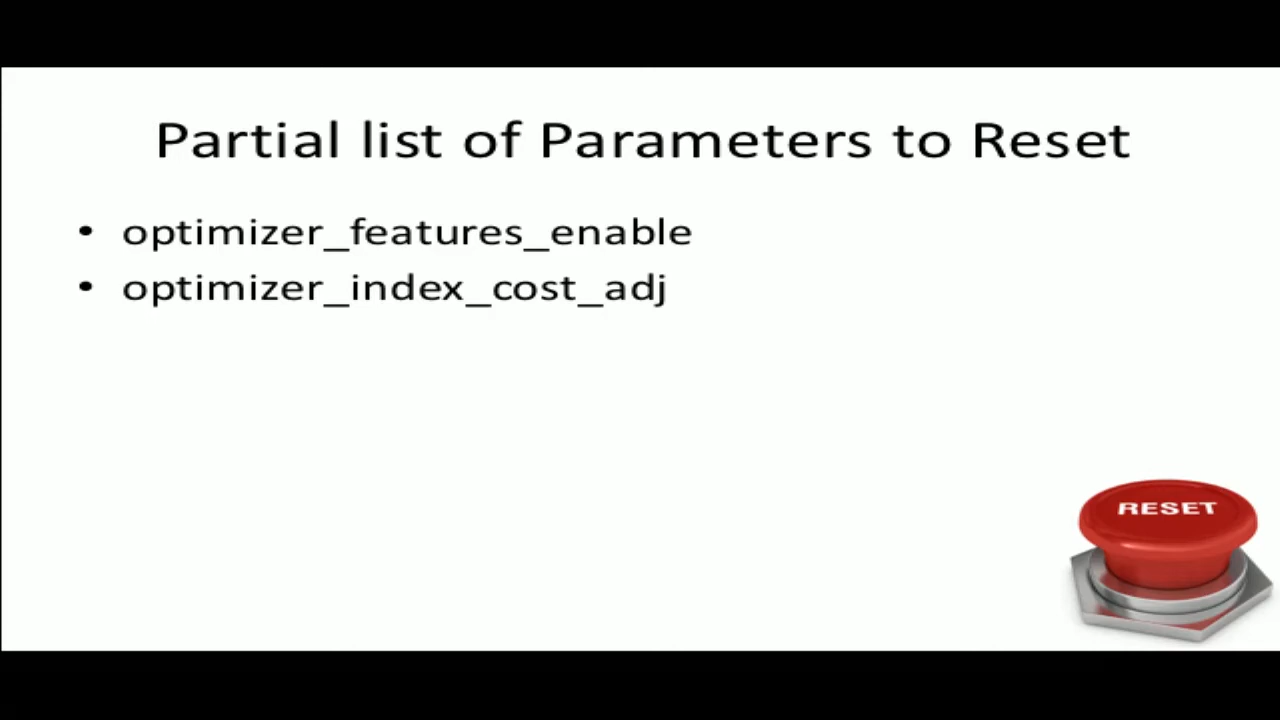 Partial list of Parameters to Reset
• optimizer_features_enable
• optimizer_index_cost_adj
RESET